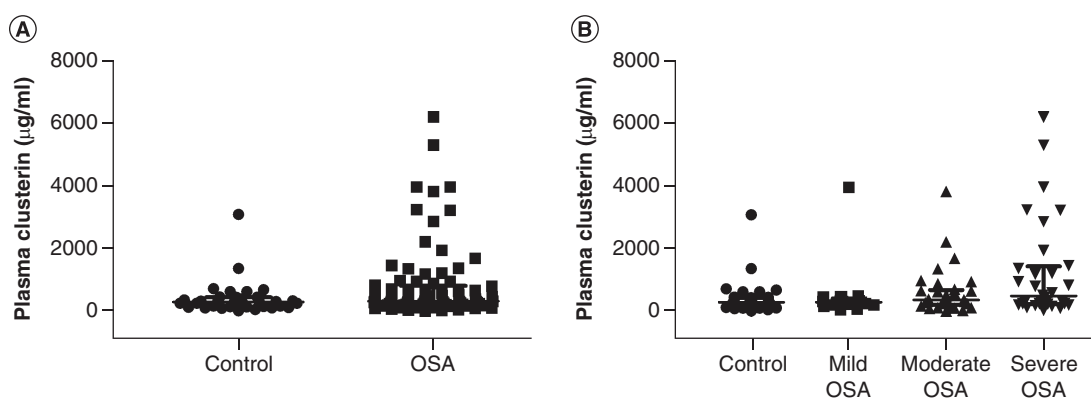 A
Plasma clusterin (μg/ml)
8000
6000
4000
2000
0
Control
OSA
B
Plasma clusterin (μg/ml)
8000
6000
4000
2000
0
Control
Mild
OSA
Moderate
OSA
Severe
OSA